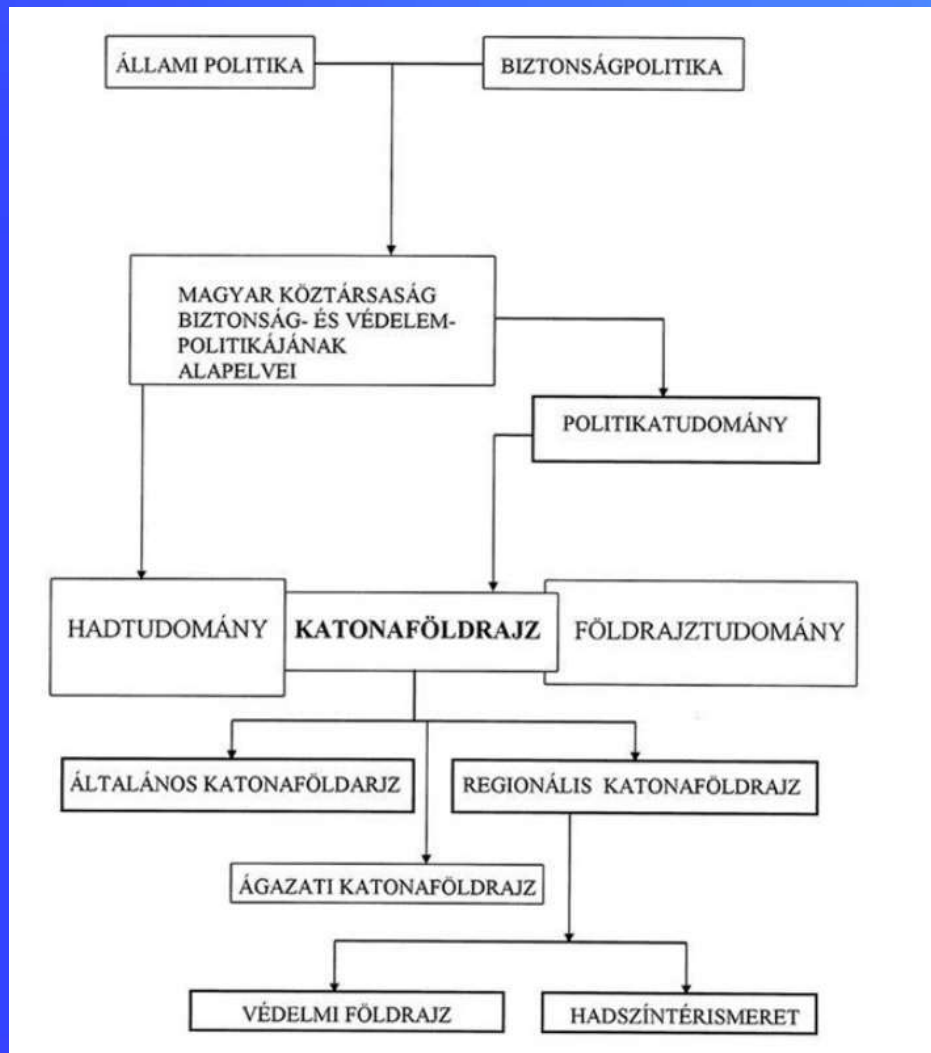 ÁLLAMI POLITIKA
BIZTONSÁGPOLITIKA
MAGYAR KÖZTÁRSASÁG
BIZTONSÁG- ÉS VÉDELEM-
POLITIKÁJÁNAK
ALAPELVEI
POLITIKATUDOMÁNY
HADTUDOMÁNY
KATONAFÖLDRAJZ
FÖLDRAJZTUDOMÁNY
ÁLTALÁNOS KATONAFÖLDARJZ
REGIONÁLIS KATONAFÖLDRAJZ
ÁGAZATI KATONAFÖLDRAJZ
VÉDELMI FÖLDRAJZ
HADSZÍNTÉRISMERET